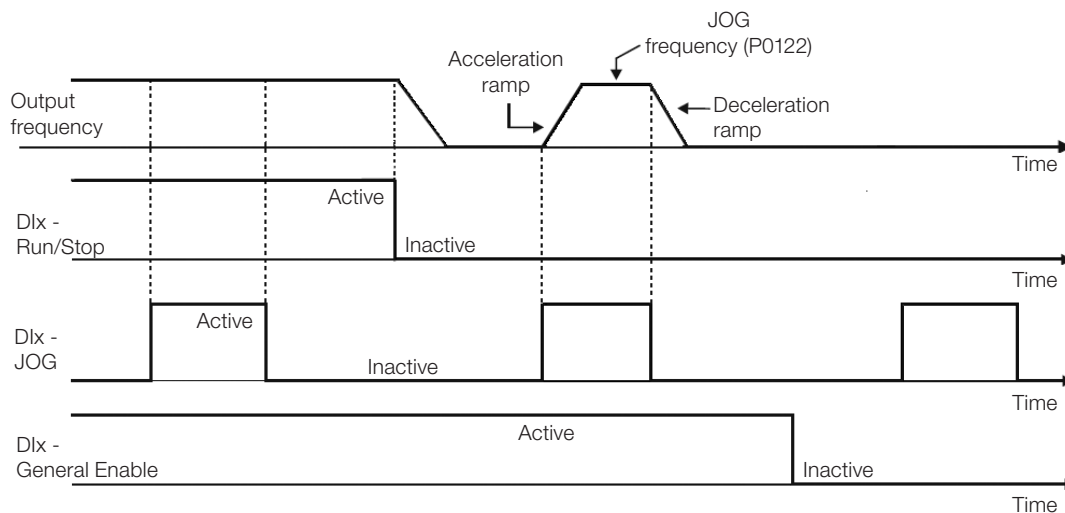 JOG
frequency (P0122)
Acceleration
ramp
Output
frequency
Deceleration
ramp
Time
DIx -
Run/Stop
Active
Inactive
Time
DIx -
JOG
Active
Inactive
Time
DIx -
General Enable
Active
Inactive
Time